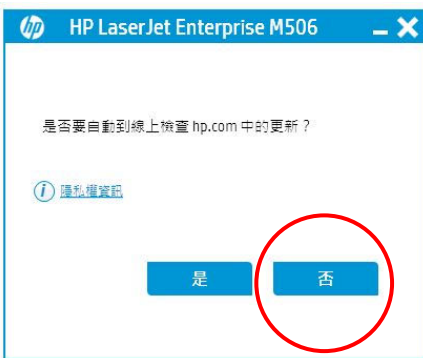 hp HP LaserJet Enterprise M506
是否要自動到線上檢查 hp.com 中的更新？
i 隱私權資訊
是 否